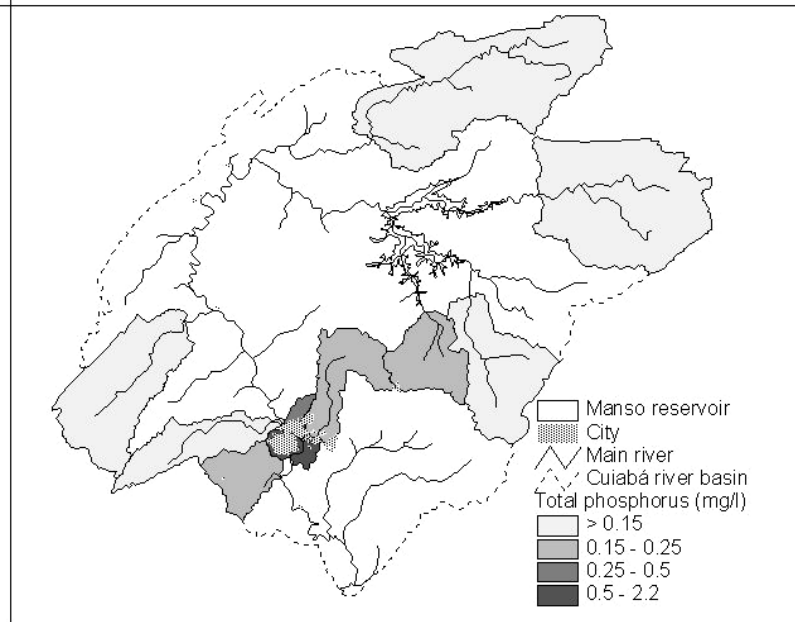 Manso reservoir
City
Main river
Cuiabá river basin
Total phosphorus (mg/l)
> 0.15
0.15 - 0.25
0.25 - 0.5
0.5 - 2.2